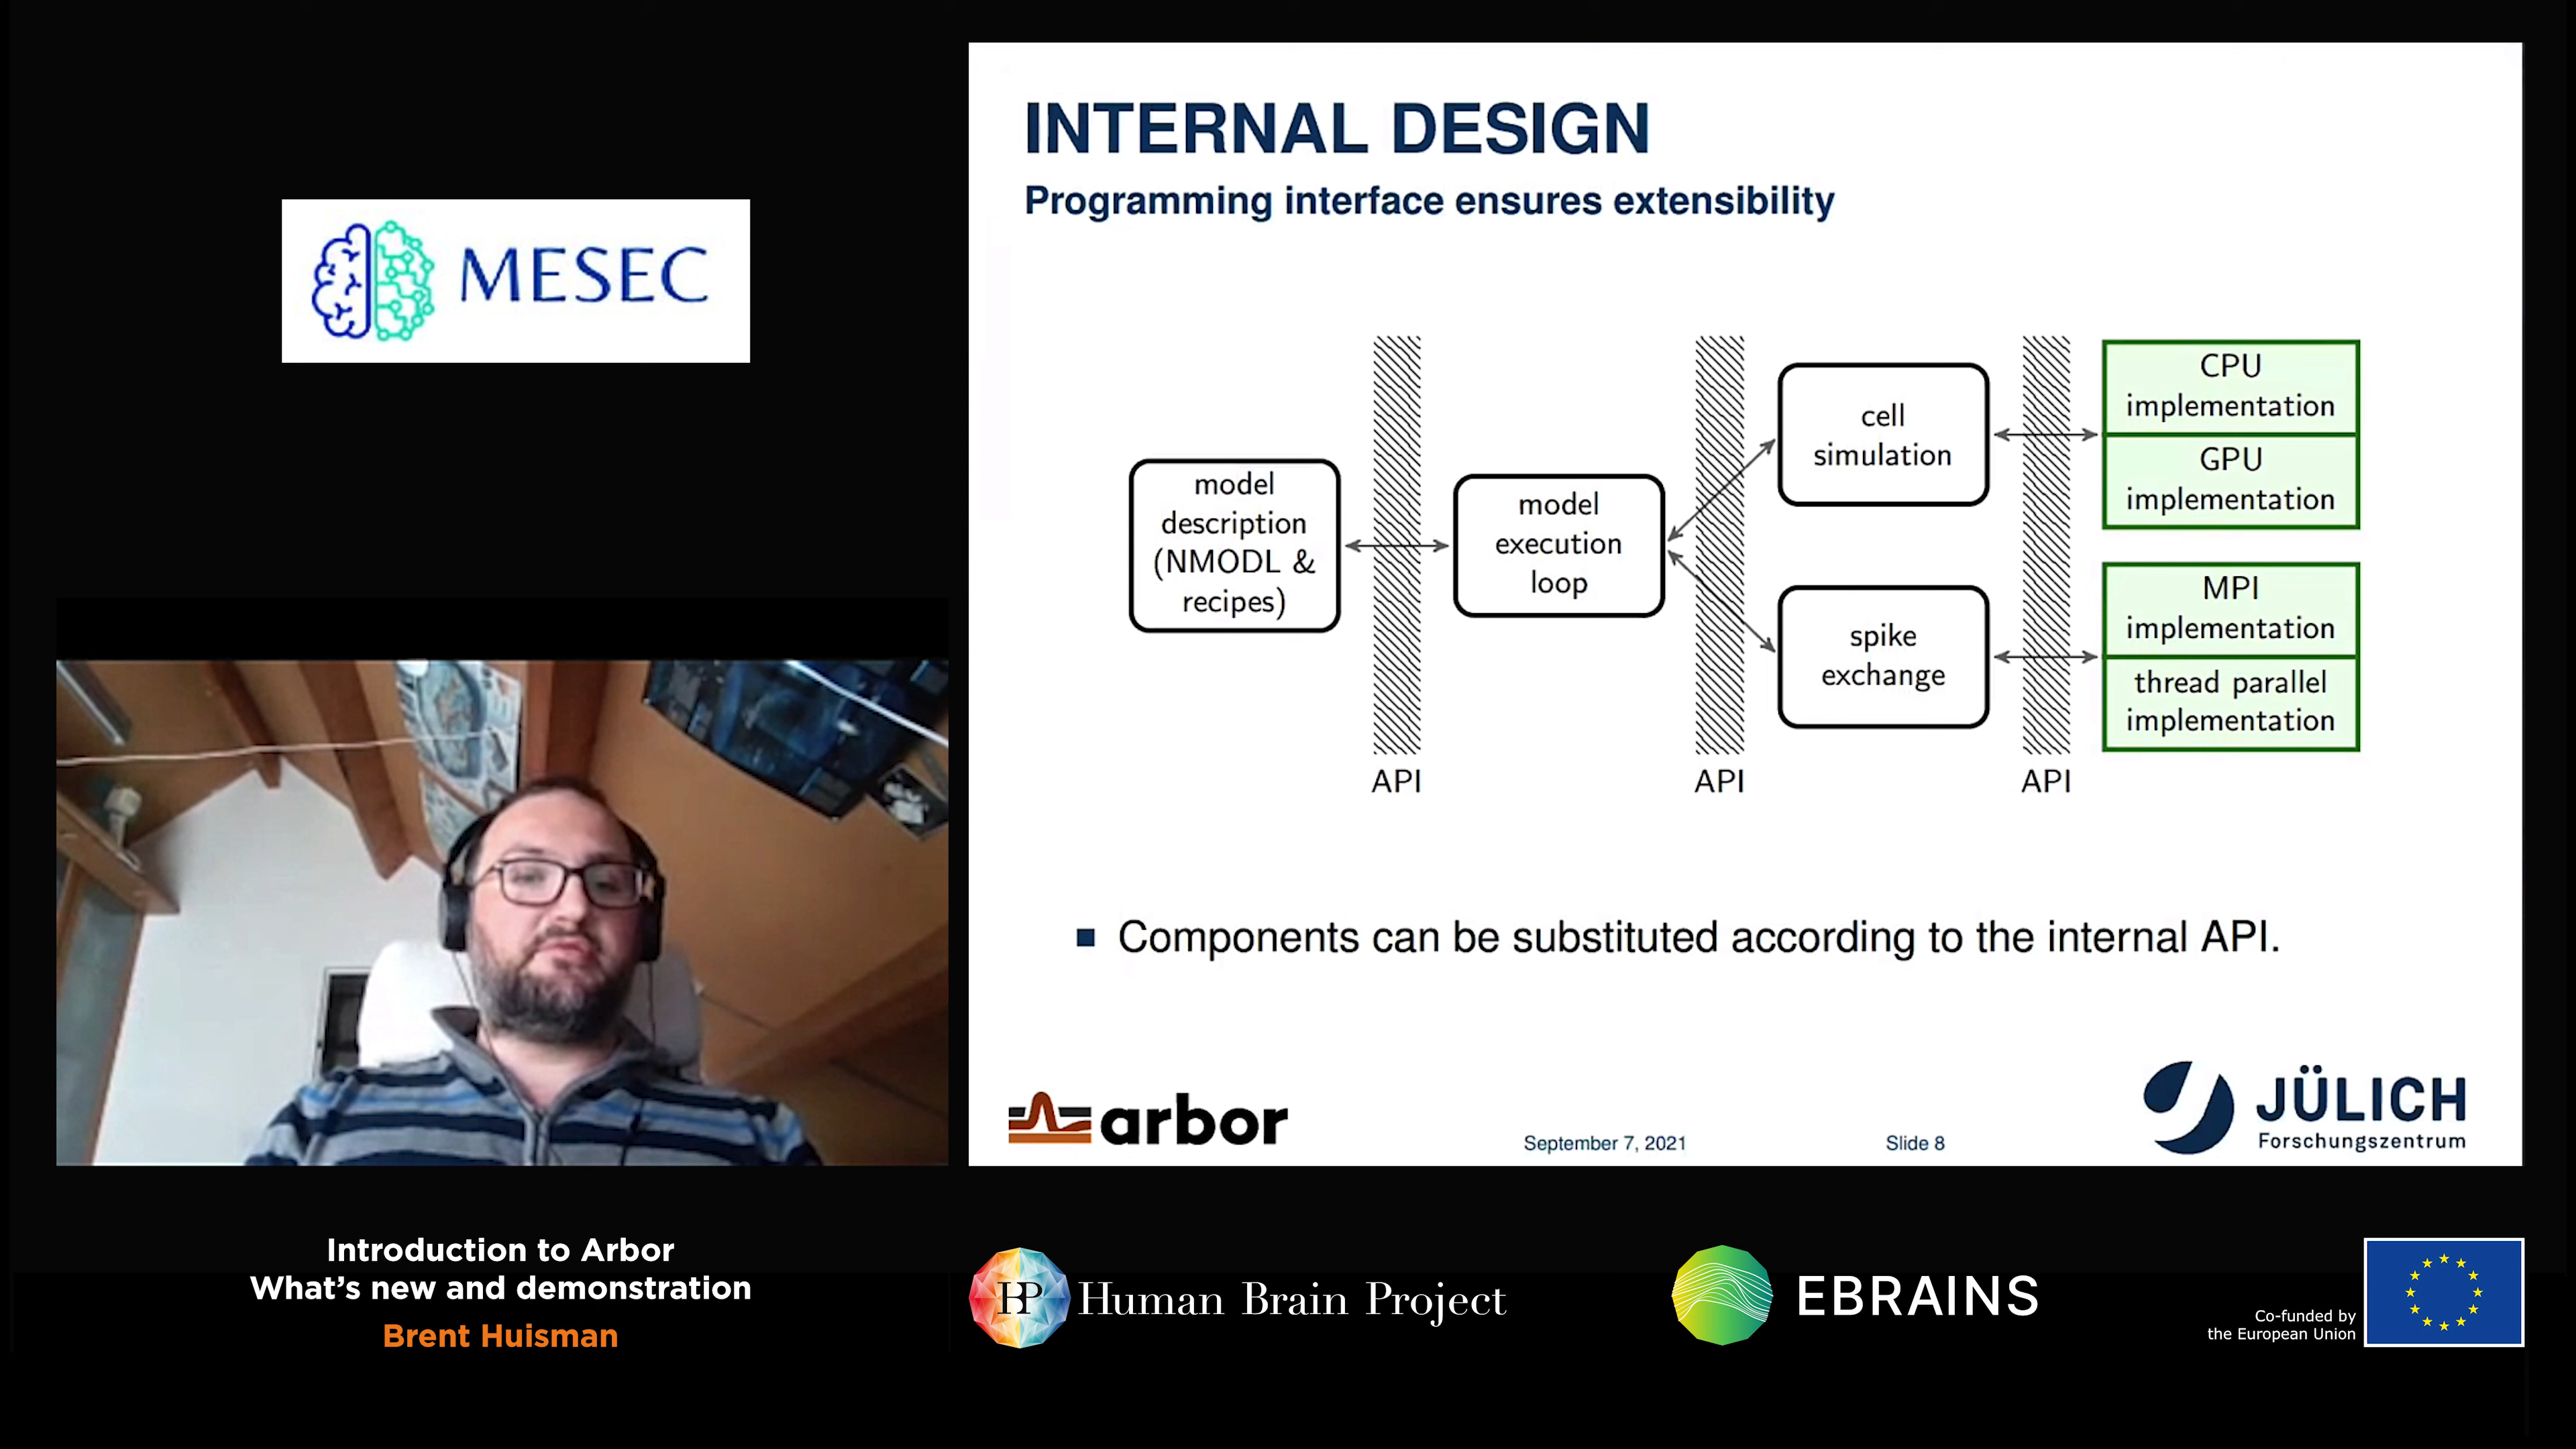 MESEC
INTERNAL DESIGN
Programming interface ensures extensibility
model
description
(NMODL &
recipes)
model
execution
loop
cell
simulation
spike
exchange
CPU
implementation
GPU
implementation
MPI
implementation
thread parallel
implementation
API
API
API
Components can be substituted according to the internal API.
arbor
September 7, 2021
Slide 8
JÜLICH
Forschungszentrum
Introduction to Arbor
What's new and demonstration
Brent Huisman
HBP
Human Brain Project
EBRAINS
Co-funded by
the European Union